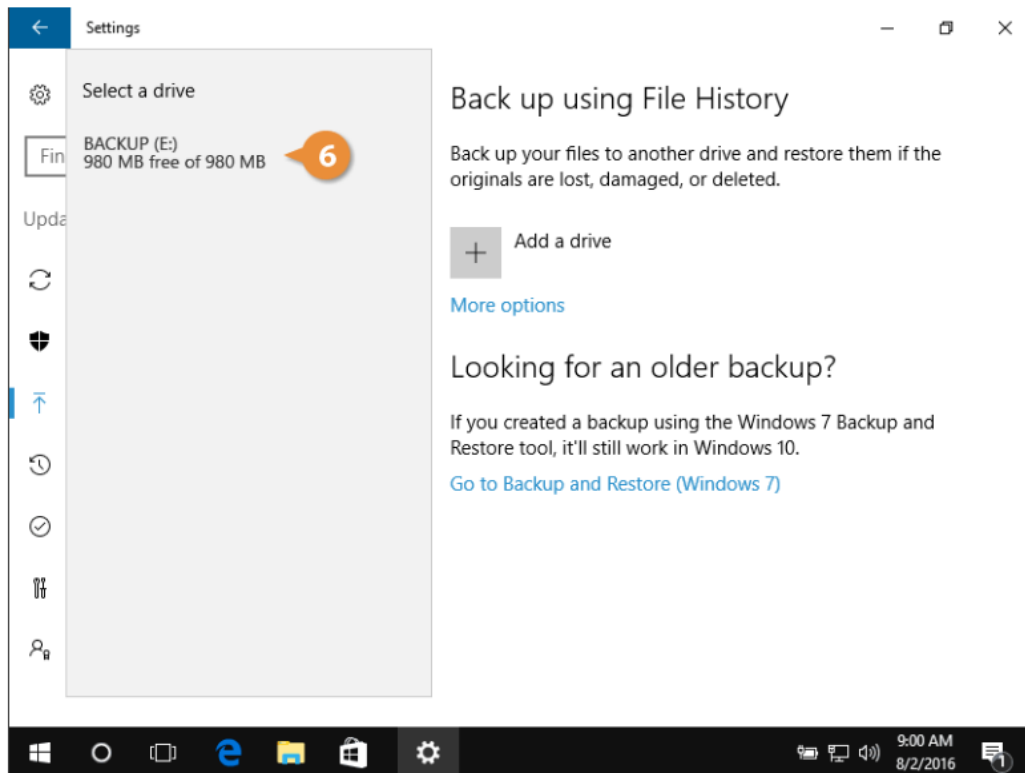 Settings
Select a drive
BACKUP (E:)
980 MB free of 980 MB
6
Fin
Upda
Back up using File History
Back up your files to another drive and restore them if the
originals are lost, damaged, or deleted.
Add a drive
More options
Looking for an older backup?
If you created a backup using the Windows 7 Backup and
Restore tool, it'll still work in Windows 10.
Go to Backup and Restore (Windows 7)
9:00 AM
8/2/2016
1